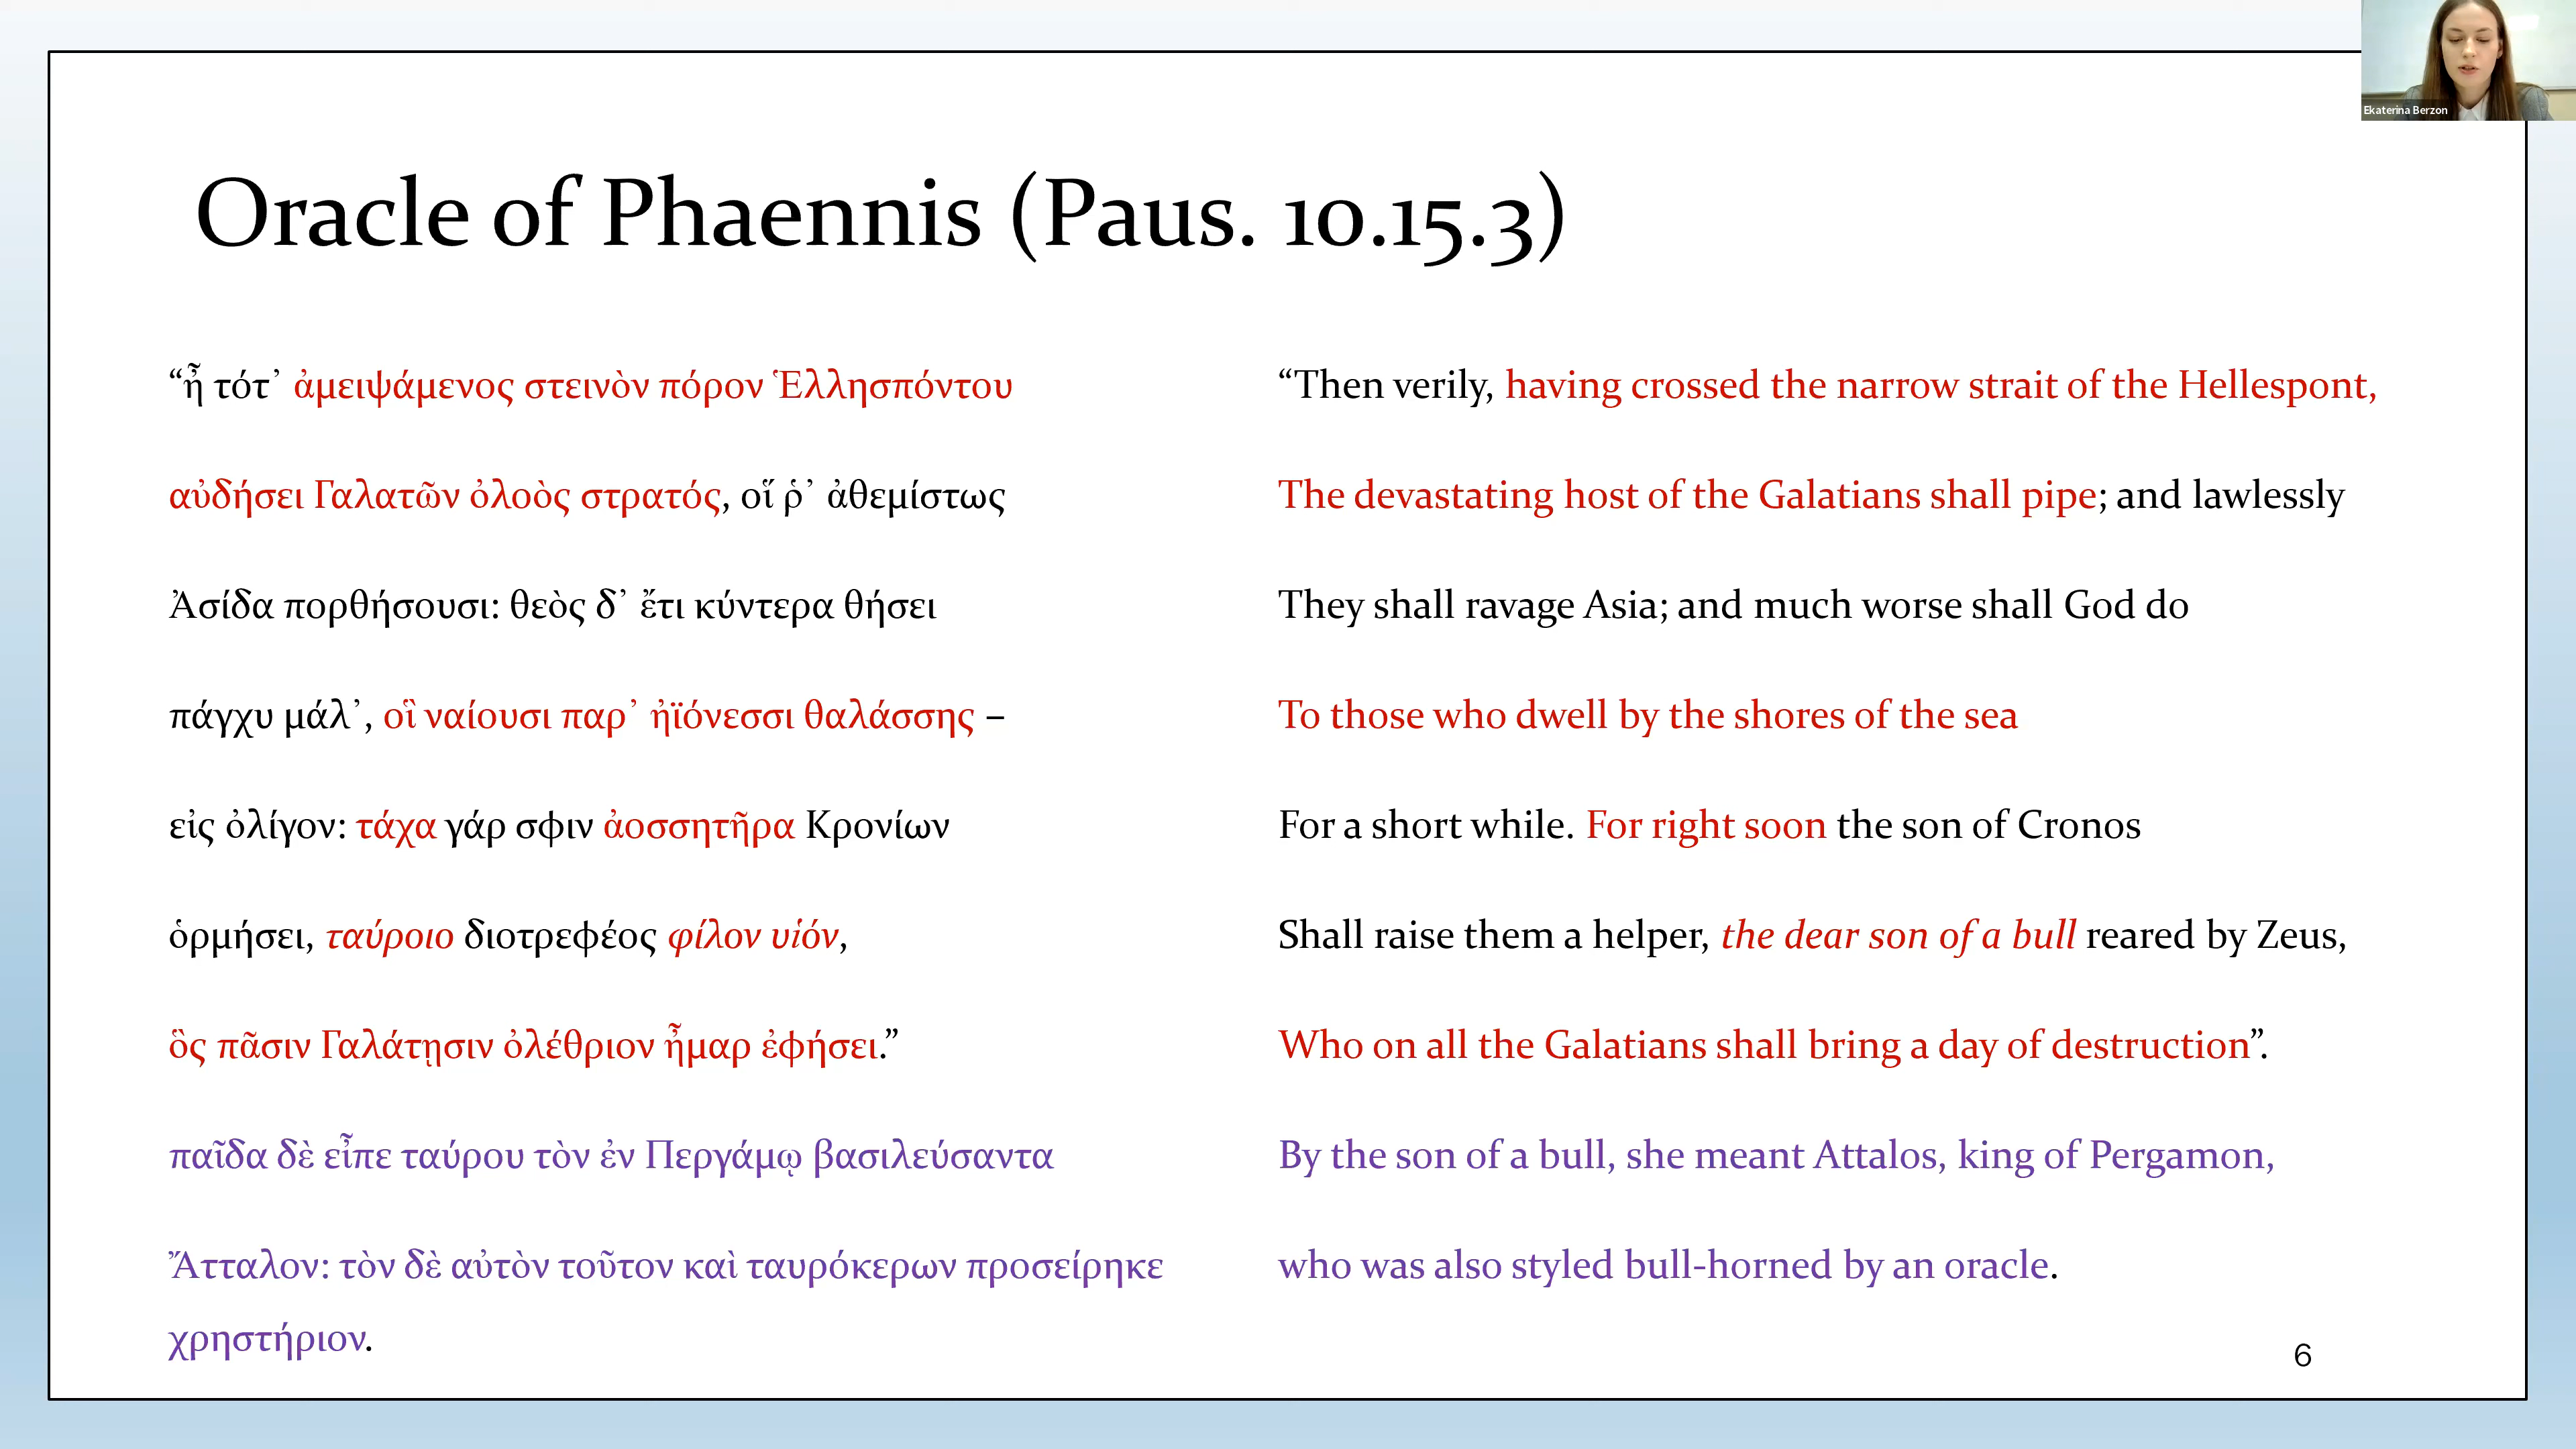 Ekaterina Berzon
Oracle of Phaennis (Paus. 10.15.3)
“ἦ τότ᾽ ἀμειψάμενος στεινὸν πόρον Ἑλλησπόντου
αὐδήσει Γαλατῶν ὀλοὸς στρατός, οἵ ῥ᾽ ἀθεμίστως
Ἀσίδα πορθήσουσι: θεὸς δ᾽ ἔτι κύντερα θήσει
πάγχυ μάλ᾽, οἳ ναίουσι παρ᾽ ἠϊόνεσσι θαλάσσης –
εἰς ὀλίγον: τάχα γάρ σφιν ἀοσσητῆρα Κρονίων
ὁρμήσει, ταύροιο διοτρεφέος φίλον υἱόν,
ὃς πᾶσιν Γαλάτῃσιν ὀλέθριον ἦμαρ ἐφήσει.”
παῖδα δὲ εἶπε ταύρου τὸν ἐν Περγάμῳ βασιλεύσαντα
Ἄτταλον: τὸν δὲ αὐτὸν τοῦτον καὶ ταυρόκερων προσείρηκε
χρηστήριον.
“Then verily, having crossed the narrow strait of the Hellespont,
The devastating host of the Galatians shall pipe; and lawlessly
They shall ravage Asia; and much worse shall God do
To those who dwell by the shores of the sea
For a short while. For right soon the son of Cronos
Shall raise them a helper, the dear son of a bull reared by Zeus,
Who on all the Galatians shall bring a day of destruction”.
By the son of a bull, she meant Attalos, king of Pergamon,
who was also styled bull-horned by an oracle.
6